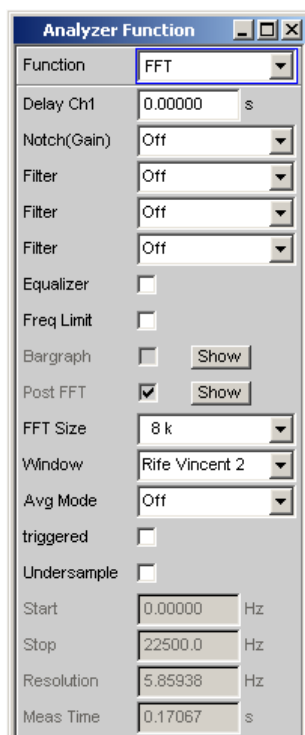 Analyzer Function
Function FFT
Delay Ch1 0.00000 s
Notch(Gain) Off
Filter Off
Filter Off
Filter Off
Equalizer
Freq Limit
Bargraph Show
Post FFT Show
FFT Size 8 k
Window Rife Vincent 2
Avg Mode Off
triggered
Undersample
Start 0.00000 Hz
Stop 22500.0 Hz
Resolution 5.85938 Hz
Meas Time 0.17067 s